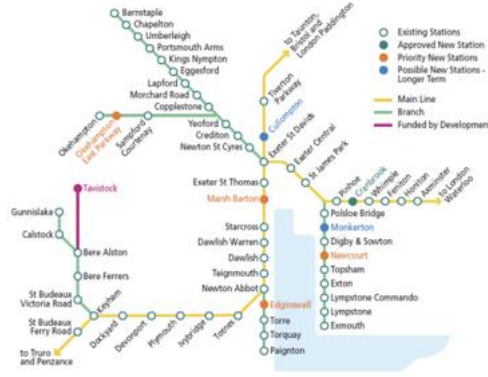 Barnstaple
Chapelton
Umberleigh
Portsmouth Arms
Kings Nympton
Eggesford
Lapford
Morchard Road
Copplestone
Yeoford
Crediton
Newton St Cyres
Okehampton
Okehampton
East Parkway
Sampford
Courtenay
to Taunton,
Bristol and
London Paddington
Tiverton
Parkway
Cullompton
Exeter St Davids
Exeter Central
St James Park
Existing Stations
Approved New Station
Priority New Stations
Possible New Stations -
Longer Term
Main Line
Branch
Funded by Development
Pinhoe
Cranbrook
Whimple
Feniton
Honiton
Axminster
to London
Waterloo
Polsloe Bridge
Monkerton
Digby & Sowton
Newcourt
Topsham
Exton
Lympstone Commando
Lympstone
Exmouth
Exeter St Thomas
Marsh Barton
Starcross
Dawlish Warren
Dawlish
Teignmouth
Newton Abbot
Edginswell
Torre
Torquay
Paignton
Tavistock
Gunnislake
Calstock
Bere Alston
Bere Ferrers
St Budeaux
Victoria Road
St Budeaux
Ferry Road
Keyham
Dockyard
Devonport
Plymouth
Ivybridge
Totnes
to Truro
and Penzance